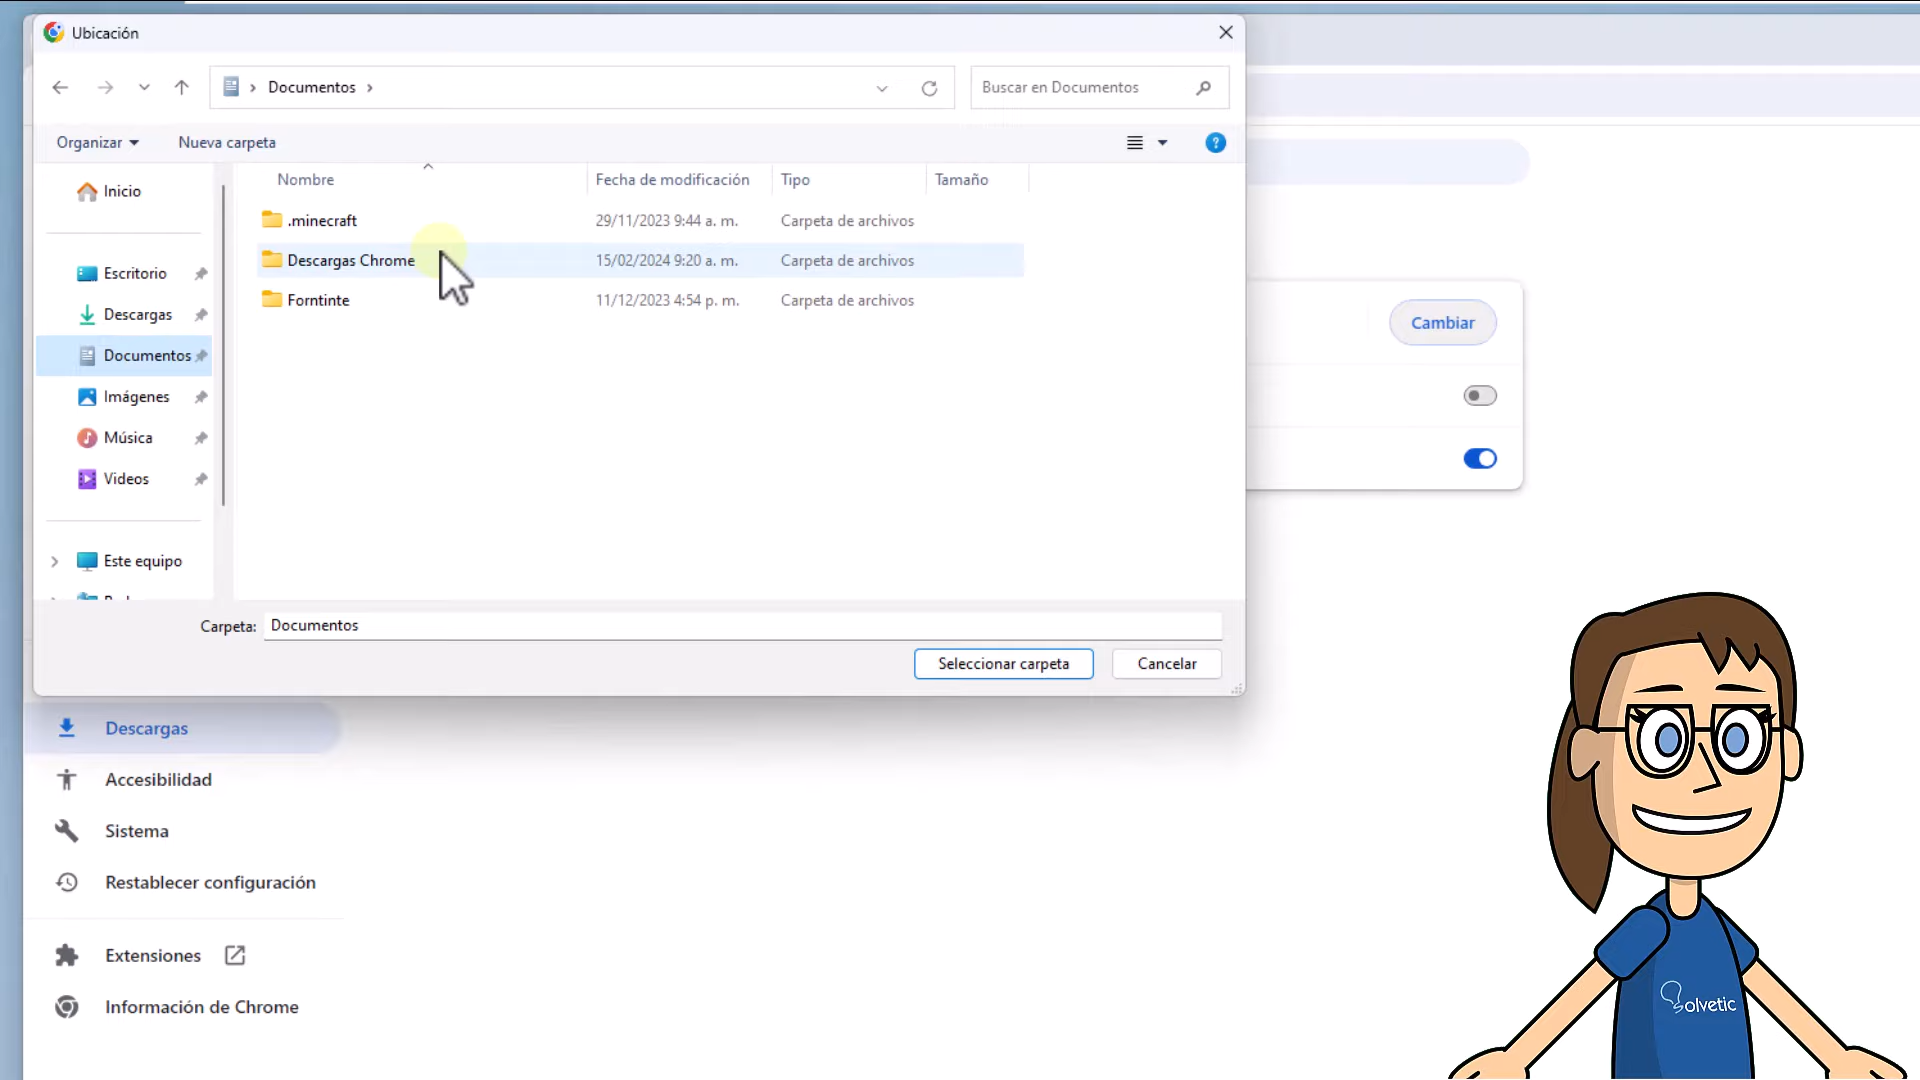 Ubicación
Documentos
Buscar en Documentos
Organizar
Nueva carpeta
?
Nombre
Fecha de modificación
Tipo
Tamaño
Inicio
.minecraft
29/11/2023 9:44 a. m.
Carpeta de archivos
Descargas Chrome
15/02/2024 9:20 a. m.
Carpeta de archivos
Forntinte
11/12/2023 4:54 p. m.
Carpeta de archivos
Escritorio
Descargas
Documentos
Imágenes
Música
Videos
Este equipo
Carpeta:
Documentos
Seleccionar carpeta
Cancelar
Cambiar
Descargas
Accesibilidad
Sistema
Restablecer configuración
Extensiones
Información de Chrome
Solvetic